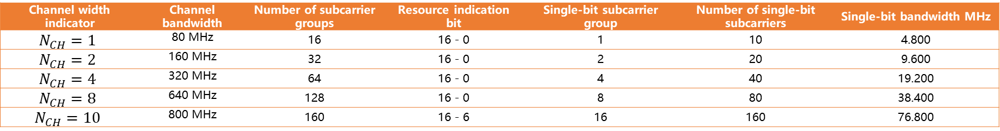 Channel width indicator Channel bandwidth Number of subcarrier groups Resource indication bit Single-bit subcarrier group Number of single-bit subcarriers Single-bit bandwidth MHz
N_{CH} = 1 80 MHz 16 16 - 0 1 10 4.800
N_{CH} = 2 160 MHz 32 16 - 0 2 20 9.600
N_{CH} = 4 320 MHz 64 16 - 0 4 40 19.200
N_{CH} = 8 640 MHz 128 16 - 0 8 80 38.400
N_{CH} = 10 800 MHz 160 16 - 6 16 160 76.800